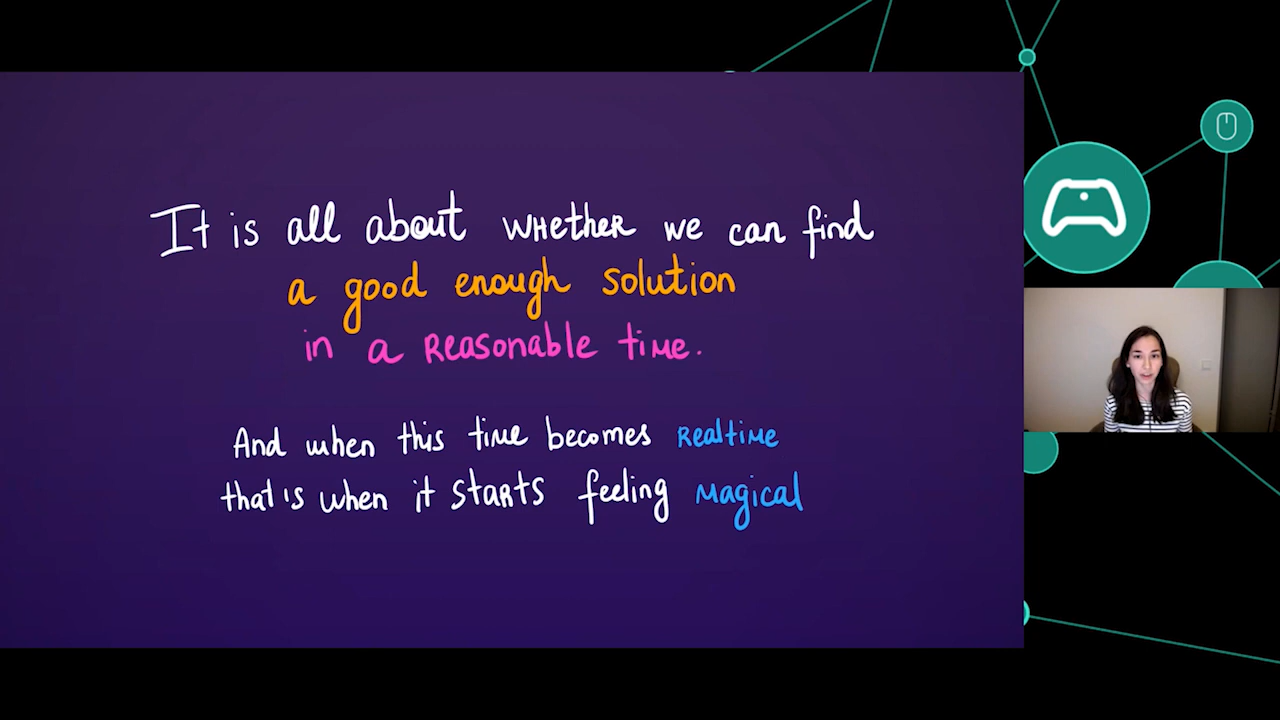 It is all about whether we can find
a good enough solution
in a reasonable time.
And when this time becomes realtime
that's when it starts feeling magical